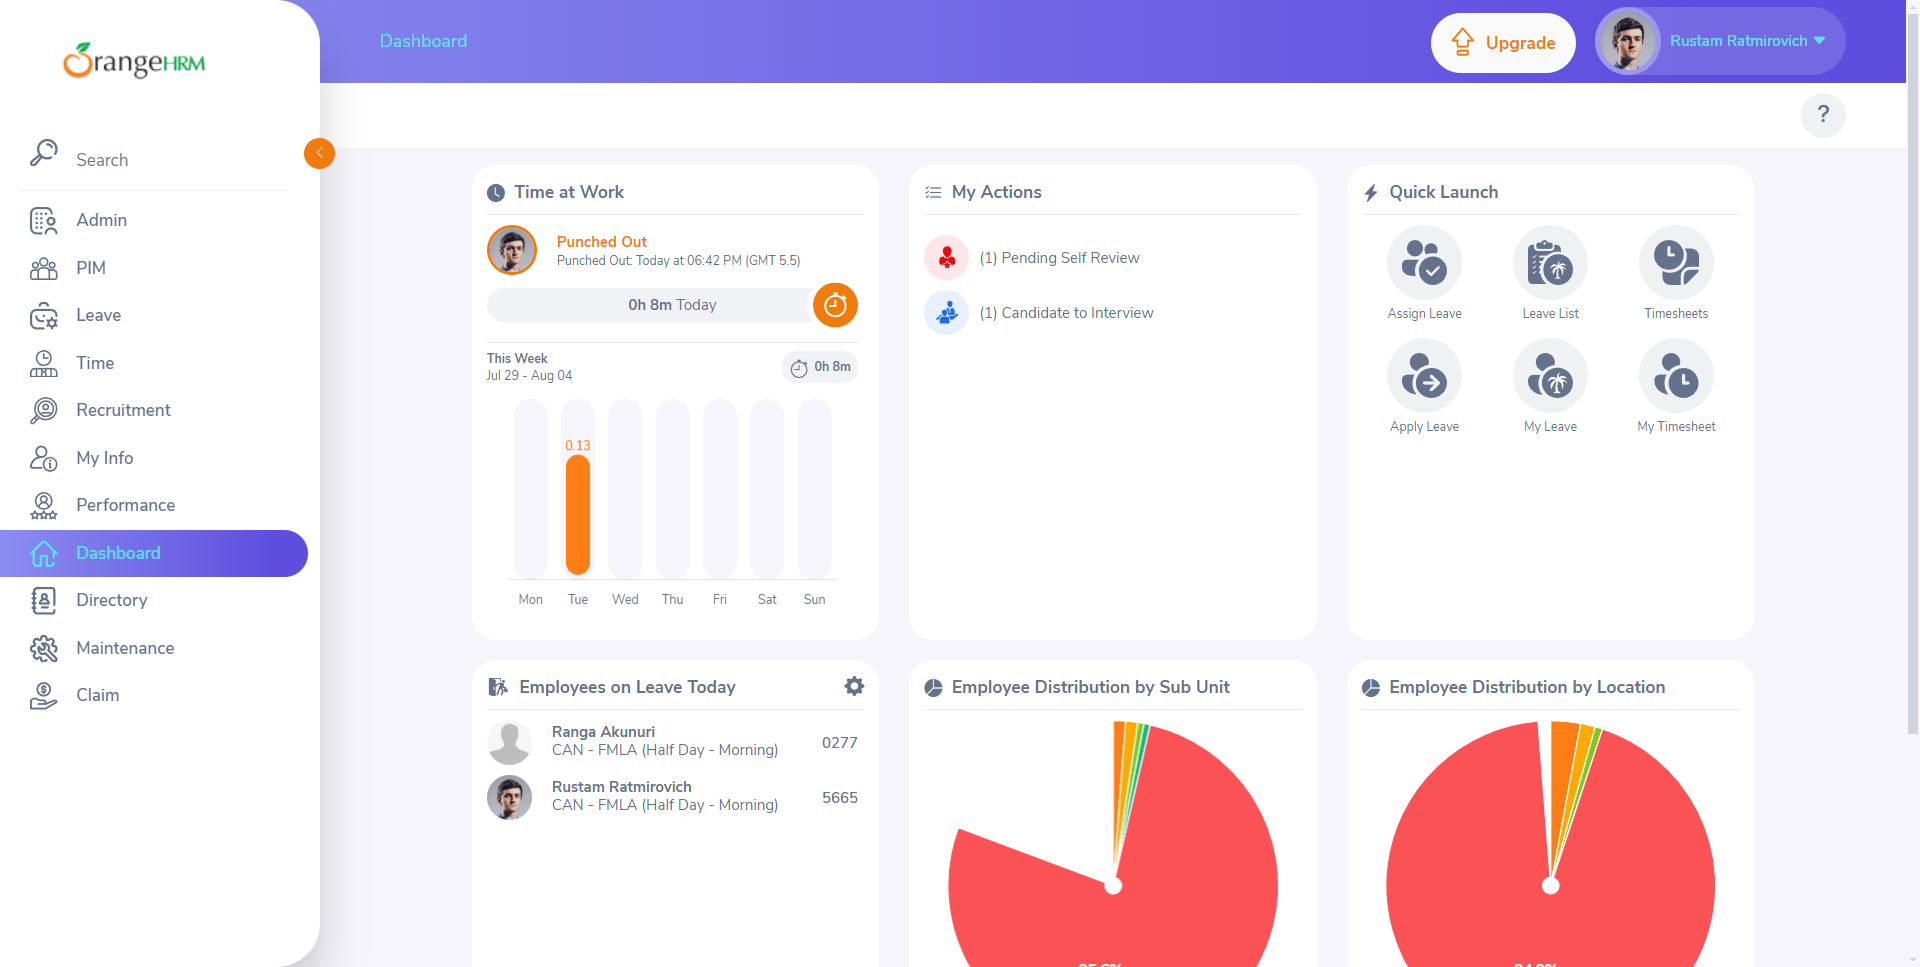 OrangeHRM
Search
Admin
PIM
Leave
Time
Recruitment
My Info
Performance
Dashboard
Directory
Maintenance
Claim
Dashboard
Upgrade
Rustam Ratmirovich
?
Time at Work
Punched Out
Punched Out: Today at 06:42 PM (GMT 5.5)
0h 8m Today
This Week
Jul 29 - Aug 04
0h 8m
0.13
Mon Tue Wed Thu Fri Sat Sun
My Actions
(1) Pending Self Review
(1) Candidate to Interview
Quick Launch
Assign Leave Leave List Timesheets
Apply Leave My Leave My Timesheet
Employees on Leave Today
Ranga Akunuri
CAN - FMLA (Half Day - Morning)
0277
Rustam Ratmirovich
CAN - FMLA (Half Day - Morning)
5665
Employee Distribution by Sub Unit
Employee Distribution by Location